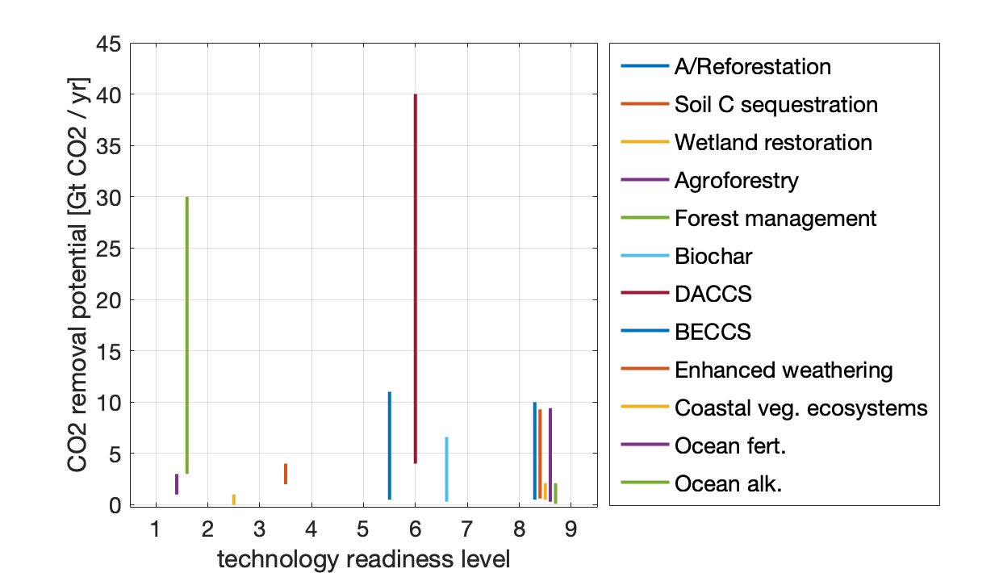 CO2 removal potential [Gt CO2 / yr]
45
40
35
30
25
20
15
10
5
0
1 2 3 4 5 6 7 8 9
technology readiness level
A/Reforestation
Soil C sequestration
Wetland restoration
Agroforestry
Forest management
Biochar
DACCS
BECCS
Enhanced weathering
Coastal veg. ecosystems
Ocean fert.
Ocean alk.